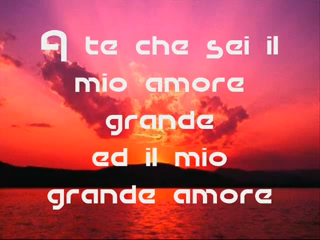 A te che sei il
mio amore
grande
ed il mio
grande amore